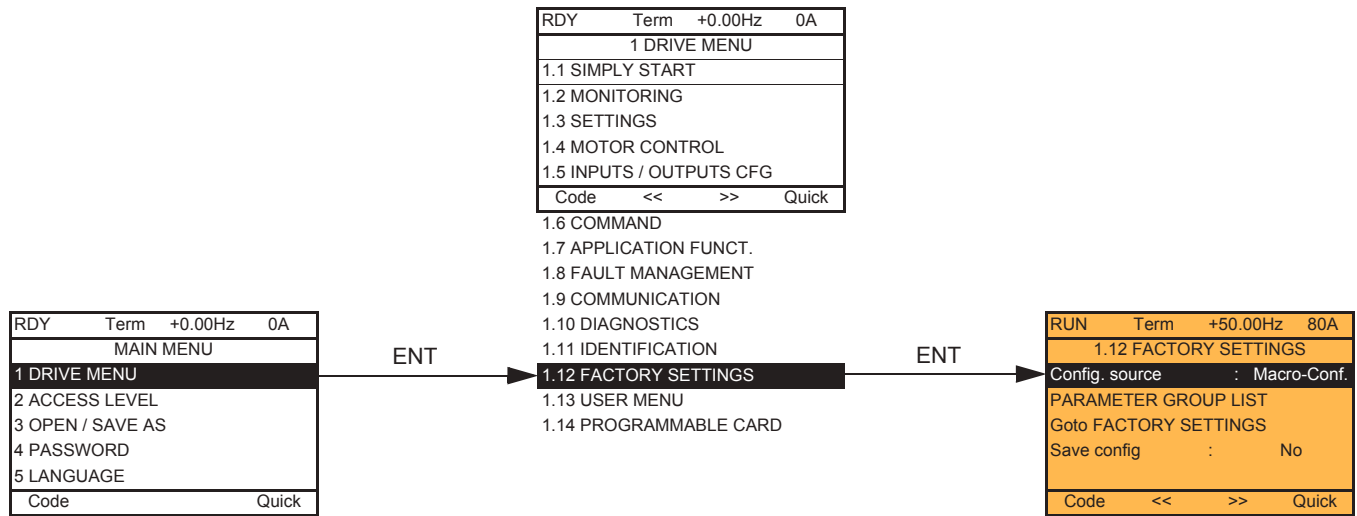 RDY Term +0.00Hz 0A
MAIN MENU
1 DRIVE MENU
2 ACCESS LEVEL
3 OPEN / SAVE AS
4 PASSWORD
5 LANGUAGE
Code Quick
ENT
RDY Term +0.00Hz 0A
1 DRIVE MENU
1.1 SIMPLY START
1.2 MONITORING
1.3 SETTINGS
1.4 MOTOR CONTROL
1.5 INPUTS / OUTPUTS CFG
Code << >> Quick
1.6 COMMAND
1.7 APPLICATION FUNCT.
1.8 FAULT MANAGEMENT
1.9 COMMUNICATION
1.10 DIAGNOSTICS
1.11 IDENTIFICATION
1.12 FACTORY SETTINGS
1.13 USER MENU
1.14 PROGRAMMABLE CARD
ENT
RUN Term +50.00Hz 80A
1.12 FACTORY SETTINGS
Config. source : Macro-Conf.
PARAMETER GROUP LIST
Goto FACTORY SETTINGS
Save config : No
Code << >> Quick